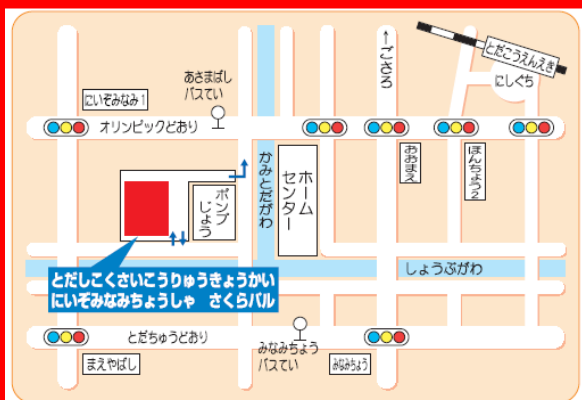 ←ごさろ
とだこうえんえき
にしぐち
あさまばし
バスてい
にいぞみなみ1
オリンピックどおり
おおまえ
ほんちょう2
かみとだがわ
ホーム
センター
ポンプ
じょう
とだしこくさいこうりゅうきょうかい
にいぞみなみちょうしゃ　さくらパル
しょうぶがわ
とだちゅうどおり
みなみちょう
バスてい
まえやばし
みなみちょう